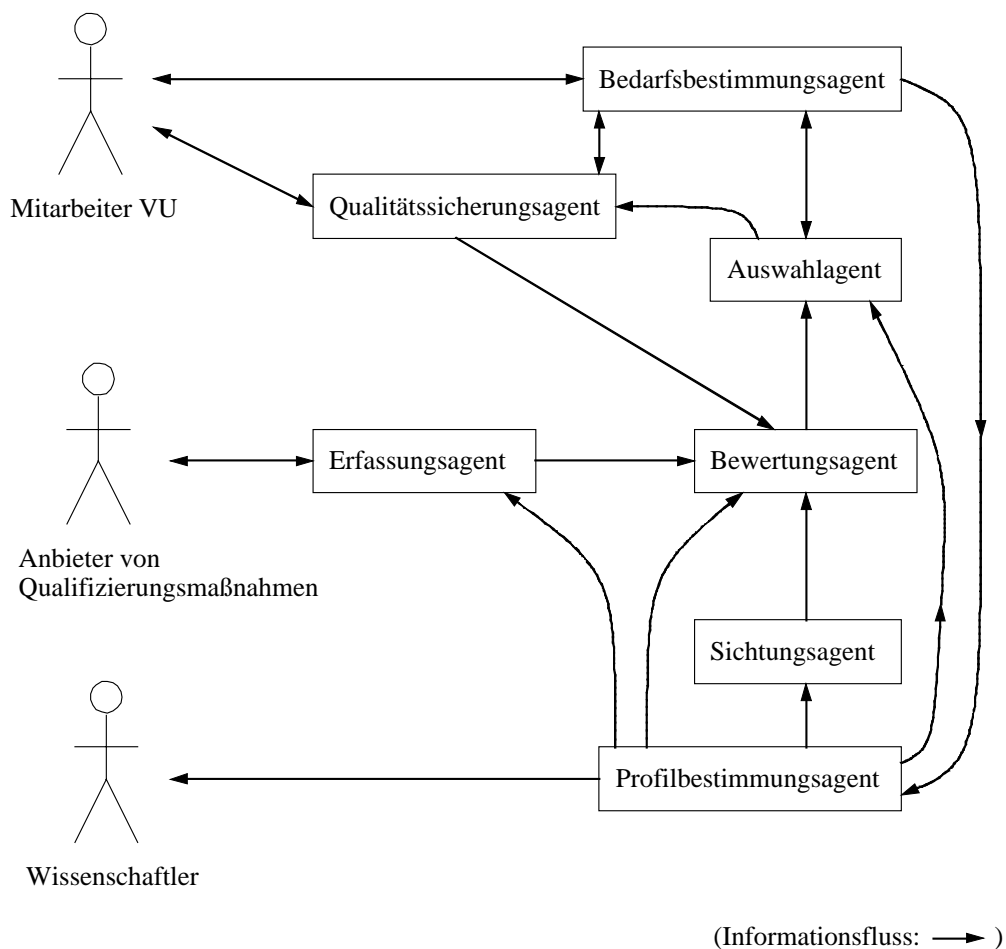 Bedarfsbestimmungsagent
Mitarbeiter VU
Qualitätssicherungsagent
Auswahlagent
Erfassungsagent
Bewertungsagent
Anbieter von
Qualifizierungsmaßnahmen
Sichtungsagent
Profilbestimmungsagent
Wissenschaftler
(Informationsfluss: )